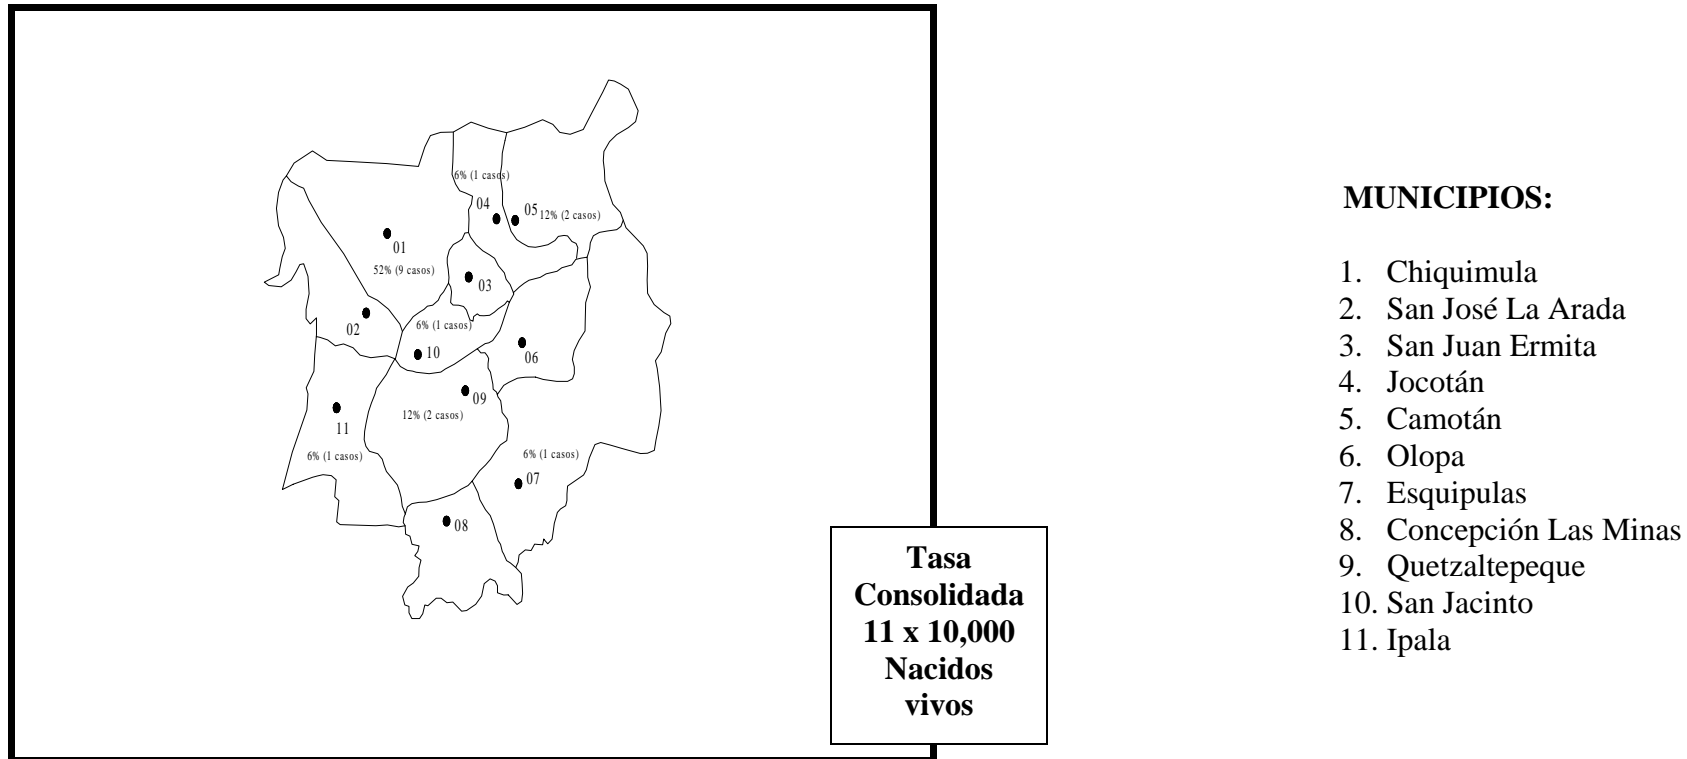 6% (1 casos)
04
05
12% (2 casos)
01
52% (9 casos)
03
02
6% (1 casos)
10
06
09
12% (2 casos)
11
6% (1 casos)
6% (1 casos)
07
08
Tasa
Consolidada
11 x 10,000
Nacidos
vivos
MUNICIPIOS:
1. Chiquimula
2. San José La Arada
3. San Juan Ermita
4. Jocotán
5. Camotán
6. Olopa
7. Esquipulas
8. Concepción Las Minas
9. Quetzaltepeque
10. San Jacinto
11. Ipala